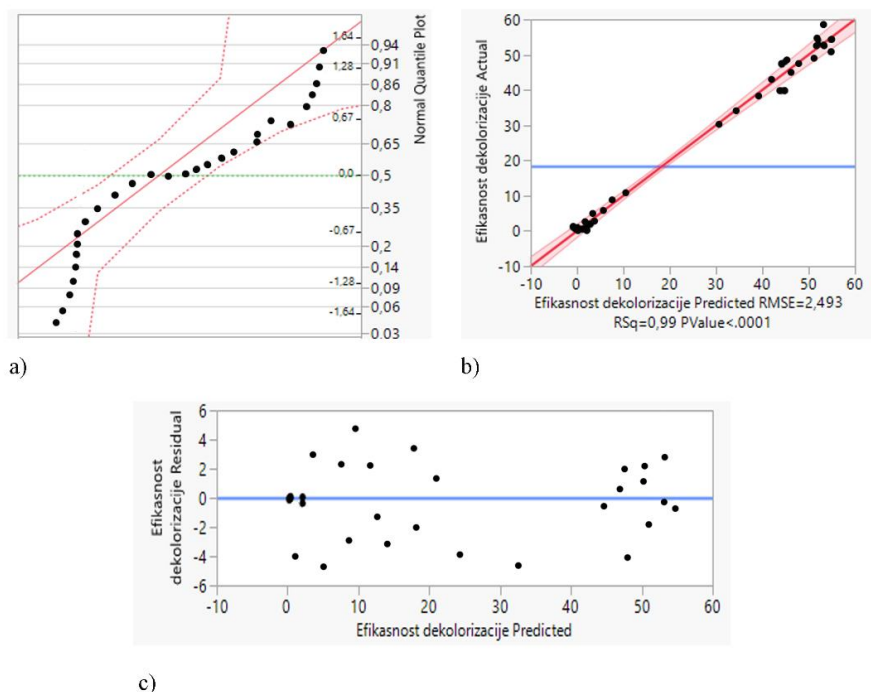 1.64
0,94
1,28
0,91
0,86
0,8
0,67
0,65
0,0
0,5
0,35
-0,67
0,2
0,14
-1,28
0,09
0,06
-1,64
0.03
Normal Quantile Plot
a)
60
50
40
30
20
10
0
-10
Efikasnost dekolorizacije Actual
-10 0 10 20 30 40 50 60
Efikasnost dekolorizacije Predicted RMSE=2,493
RSq=0,99 PValue<.0001
b)
6
4
2
0
-2
-4
-6
Efikasnost
dekolorizacije Residual
-10 0 10 20 30 40 50 60
Efikasnost dekolorizacije Predicted
c)